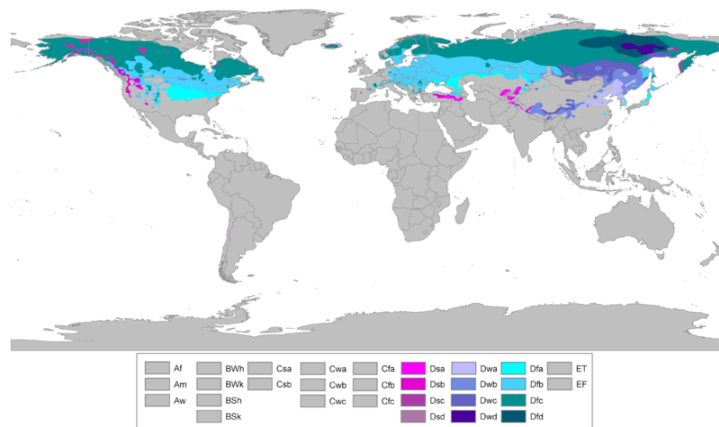 Af BWh Csa Cwa Cfa Dsa Dwa Dfa ET
Am BWk Csb Cwb Cfb Dsb Dwb Dfb EF
Aw BSh Cwc Cfc Dsc Dwc Dfc
BSk Dsd Dwd Dfd